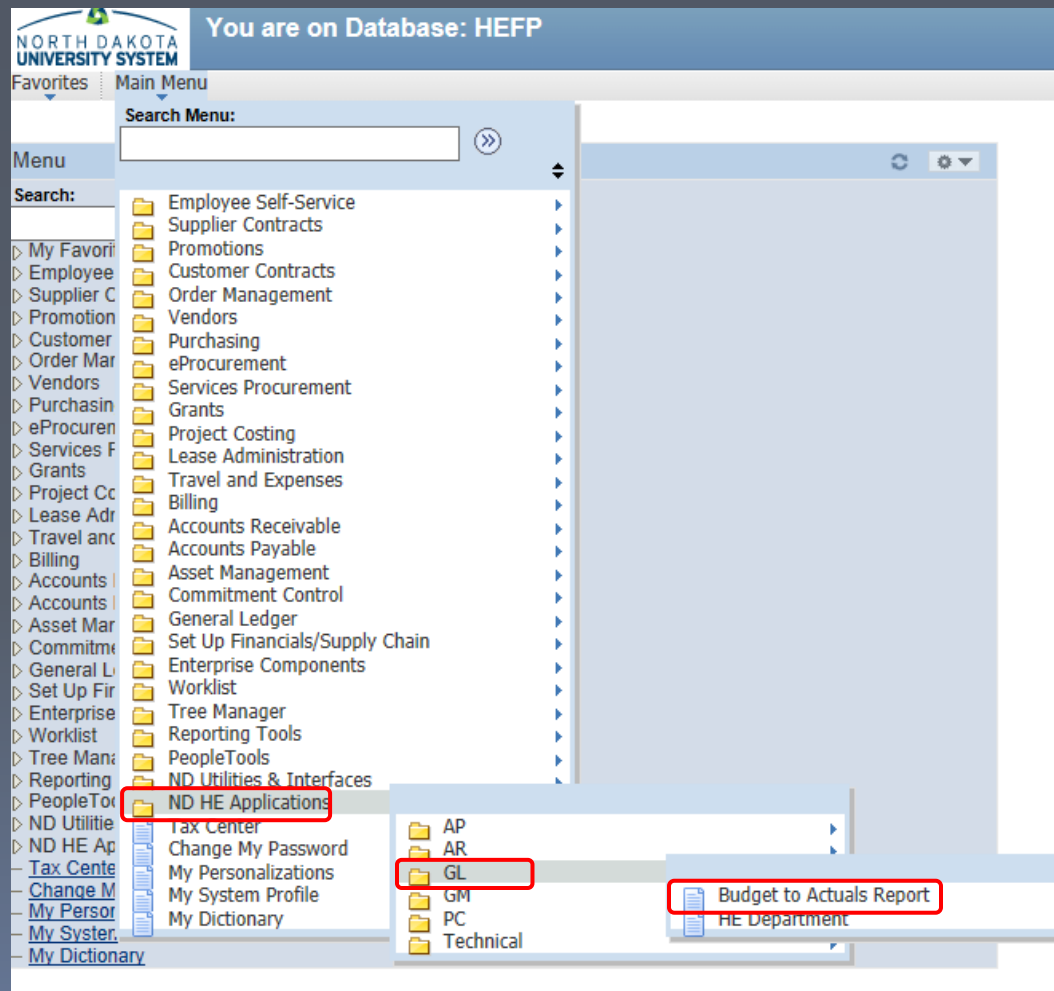 NORTH DAKOTA
UNIVERSITY SYSTEM
You are on Database: HEFP
Favorites Main Menu
Search Menu:
Menu
Search:
My Favorit
Employee
Supplier C
Promotion
Customer
Order Mar
Vendors
Purchasin
eProcuren
Services F
Grants
Project Co
Lease Adr
Travel and
Billing
Accounts
Accounts
Asset Mar
Commitme
General L
Set Up Fir
Enterprise
Worklist
Tree Mana
Reporting
PeopleToo
ND Utilitie
ND HE Ap
Tax Cente
Change M
My Person
My System
My Dictionary
Employee Self-Service
Supplier Contracts
Promotions
Customer Contracts
Order Management
Vendors
Purchasing
eProcurement
Services Procurement
Grants
Project Costing
Lease Administration
Travel and Expenses
Billing
Accounts Receivable
Accounts Payable
Asset Management
Commitment Control
General Ledger
Set Up Financials/Supply Chain
Enterprise Components
Worklist
Tree Manager
Reporting Tools
PeopleTools
ND Utilities & Interfaces
ND HE Applications
Tax Center
Change My Password
My Personalizations
My System Profile
My Dictionary
AP
AR
GL
GM
PC
Technical
Budget to Actuals Report
HE Department